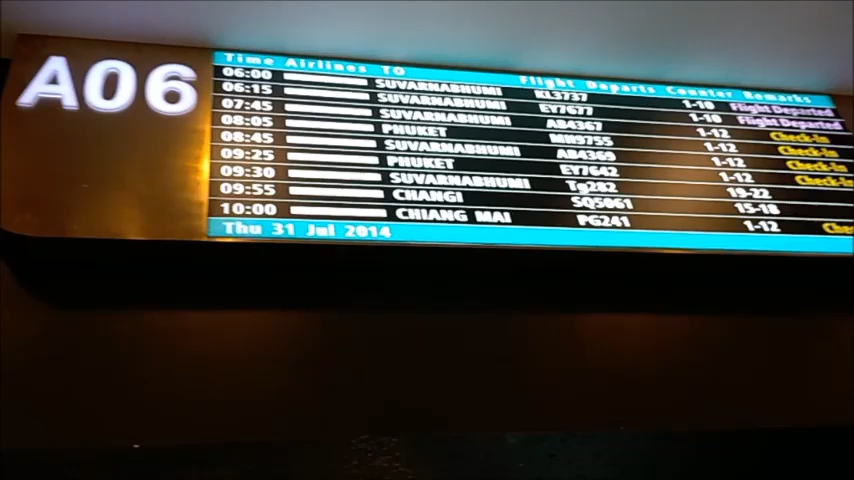 A06
Time Airlines TO Flight Departs Counter Remarks
06:00 SUVARNABHUMI KL3737 1-10 Flight Departed
06:15 SUVARNABHUMI EY7677 1-10 Flight Departed
07:45 SUVARNABHUMI AB4367 1-12 Check-in
08:05 PHUKET MH9755 1-12 Check-in
08:45 SUVARNABHUMI AB4369 1-12 Check-in
09:25 PHUKET EY7642 1-12 Check-in
09:30 SUVARNABHUMI Tg282 19-22
09:55 CHANGI SQ5061 15-18
10:00 CHIANG MAI PG241 1-12
Thu 31 Jul 2014